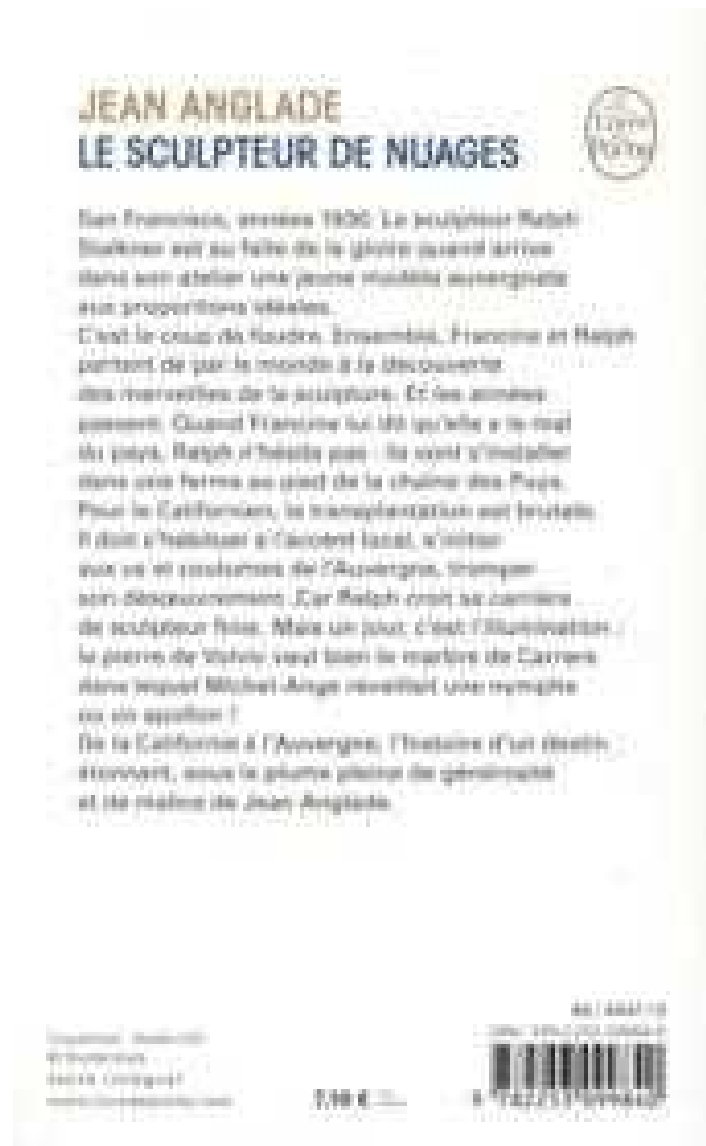 JEAN ANGLADE
LE SCULPTEUR DE NUAGES
Le Livre de Poche
San Francisco, années 1930. Le sculpteur Ralph
est au faîte de la gloire quand arrive
dans son atelier une jeune modèle auvergnate
aux proportions idéales.
C'est le coup de foudre. Ensemble, Francine et Ralph
partent de par le monde à la découverte
des merveilles de la sculpture. Et les années
passent. Quand Francine lui dit qu'elle a le mal
du pays, Ralph n'hésite pas : ils vont s'installer
dans une ferme au pied de la chaîne des Puys.
Pour le Californien, la transplantation est brutale.
Il doit s'habituer à l'accent local, s'initier
aux us et coutumes de l'Auvergne, tromper
son désœuvrement. Car Ralph croit sa carrière
de sculpteur finie. Mais un jour, c'est l'illumination :
la pierre de Volvic vaut bien le marbre de Carrare
dans lequel Michel-Ange réveillait une nymphe
ou un apollon !
De la Californie à l'Auvergne, l'histoire d'un destin
étonnant, sous la plume pleine de générosité
et de malice de Jean Anglade.
7,10 €